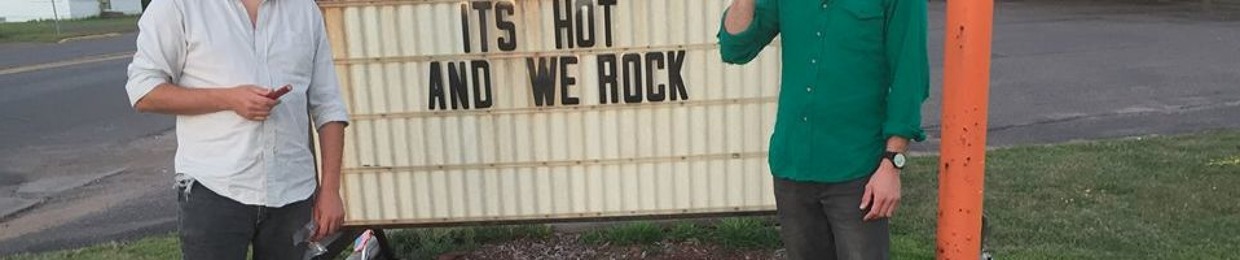 ITS HOT
AND WE ROCK